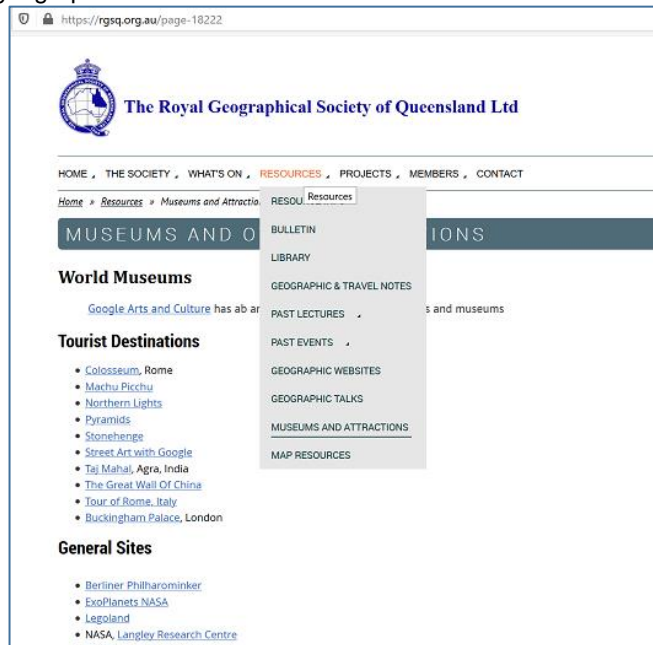 https://rgsq.org.au/page-18222
The Royal Geographical Society of Queensland Ltd
HOME THE SOCIETY WHAT'S ON RESOURCES PROJECTS MEMBERS CONTACT
Home » Resources » Museums and Attractio
Resources
MUSEUMS AND O IONS
RESOU
BULLETIN
LIBRARY
GEOGRAPHIC & TRAVEL NOTES
PAST LECTURES
PAST EVENTS
GEOGRAPHIC WEBSITES
GEOGRAPHIC TALKS
MUSEUMS AND ATTRACTIONS
MAP RESOURCES
World Museums
Google Arts and Culture has ab ar s and museums
Tourist Destinations
Colosseum, Rome
Machu Picchu
Northern Lights
Pyramids
Stonehenge
Street Art with Google
Taj Mahal, Agra, India
The Great Wall Of China
Tour of Rome, Italy
Buckingham Palace, London
General Sites
Berliner Philharominker
ExoPlanets NASA
Legoland
NASA, Langley Research Centre